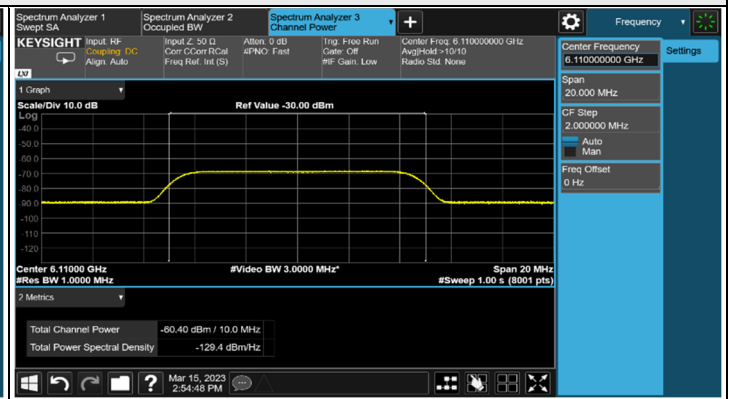 Spectrum Analyzer 1
Swept SA
Spectrum Analyzer 2
Occupied BW
Spectrum Analyzer 3
Channel Power
Frequency
KEYSIGHT
Input: RF
Coupling: DC
Align: Auto
Input Z: 50 Ω
Corr CCorr RCal
Freq Ref: Int (S)
Atten: 0 dB
#PNO: Fast
Trig: Free Run
Gate: Off
#IF Gain: Low
Center Freq: 6.110000000 GHz
Avg|Hold:>10/10
Radio Std: None
LXI
Center Frequency
6.110000000 GHz
Settings
Span
20.000 MHz
CF Step
2.000000 MHz
Auto
Man
Freq Offset
0 Hz
1 Graph
Scale/Div 10.0 dB
Ref Value -30.00 dBm
Log
-40.0
-50.0
-60.0
-70.0
-80.0
-90.0
-100
-110
-120
Center 6.11000 GHz
#Video BW 3.0000 MHz*
Span 20 MHz
#Res BW 1.0000 MHz
#Sweep 1.00 s (8001 pts)
2 Metrics
Total Channel Power -60.40 dBm / 10.0 MHz
Total Power Spectral Density -129.4 dBm/Hz
?
Mar 15, 2023
2:54:48 PM